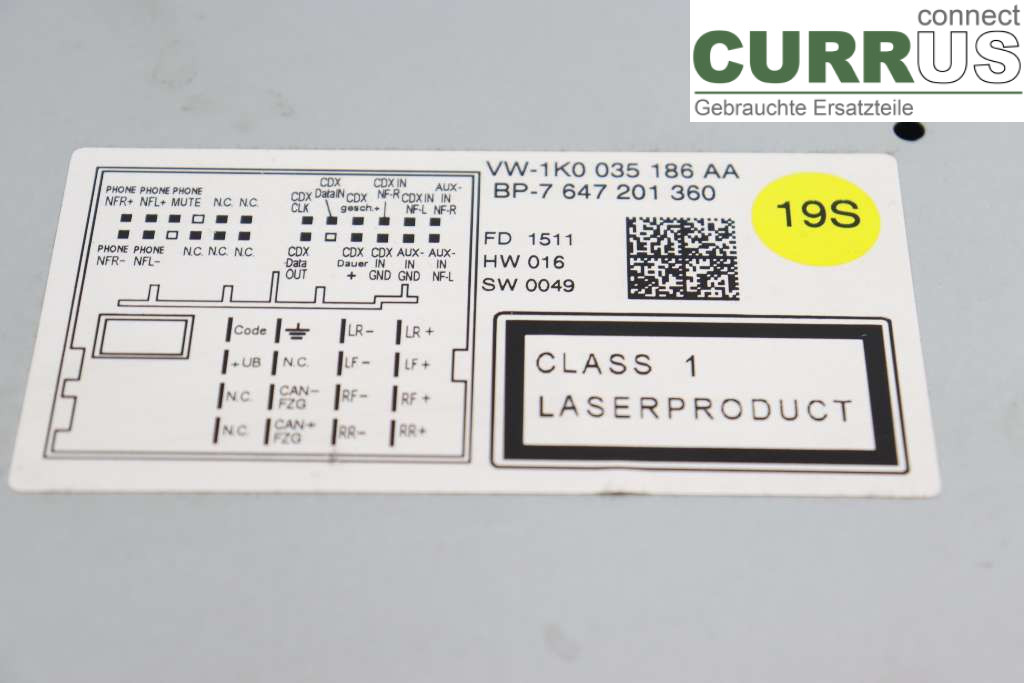 connect
CURRUS
Gebrauchte Ersatzteile
VW-1K0 035 186 AA
BP-7 647 201 360
19S
FD 1511
HW 016
SW 0049
CLASS 1
LASERPRODUCT
PHONE PHONE PHONE
NFR+ NFL+ MUTE N.C. N.C.
CDX CLK
CDX DataIN
CDX gesch.+
CDX IN NF-R
CDX IN NF-L
AUX-IN NF-R
PHONE PHONE
NFR- NFL-
N.C. N.C. N.C.
CDX Data OUT
CDX Dauer +
CDX IN GND
AUX-IN GND
AUX-IN NF-L
Code LR- LR+
+UB N.C. LF- LF+
N.C. CAN-FZG RF- RF+
N.C. CAN+FZG RR- RR+